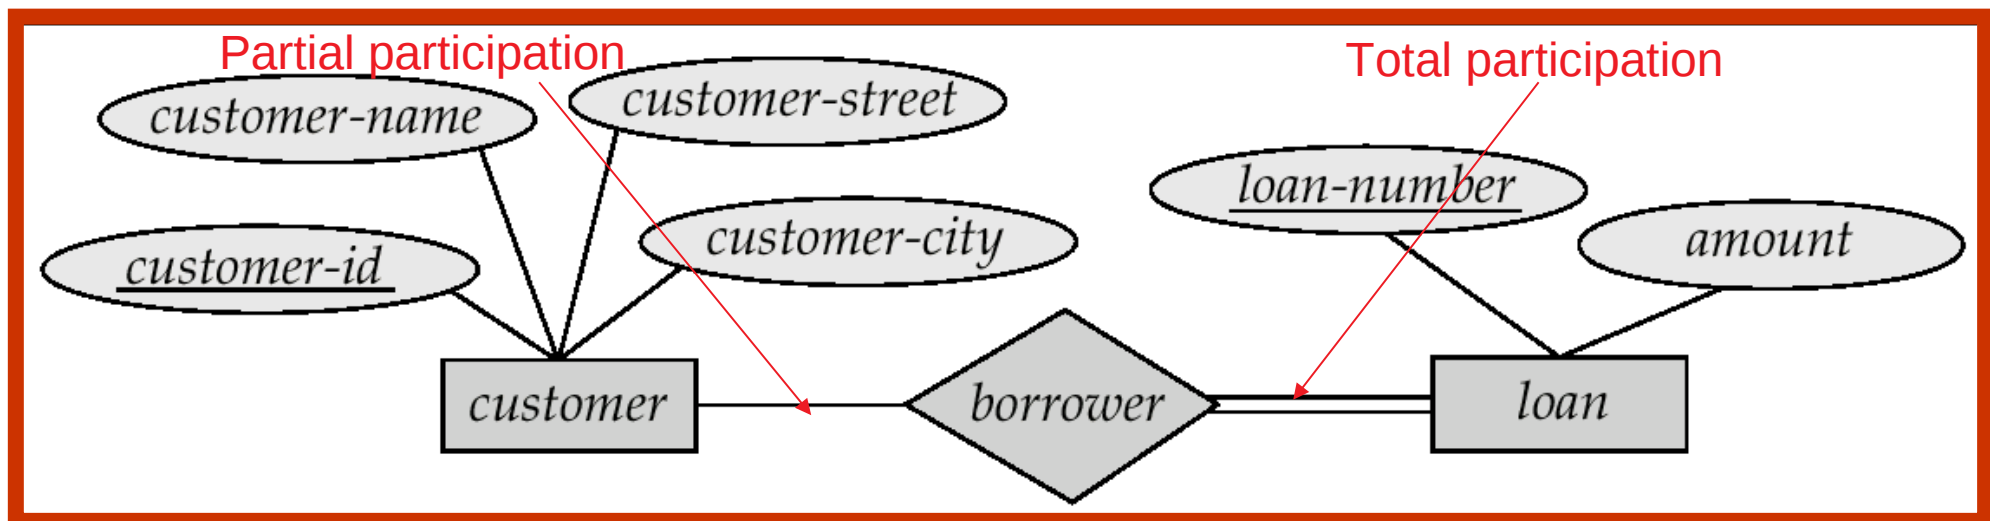 Partial participation
Total participation
customer-name
customer-street
loan-number
customer-id
customer-city
amount
customer
borrower
loan